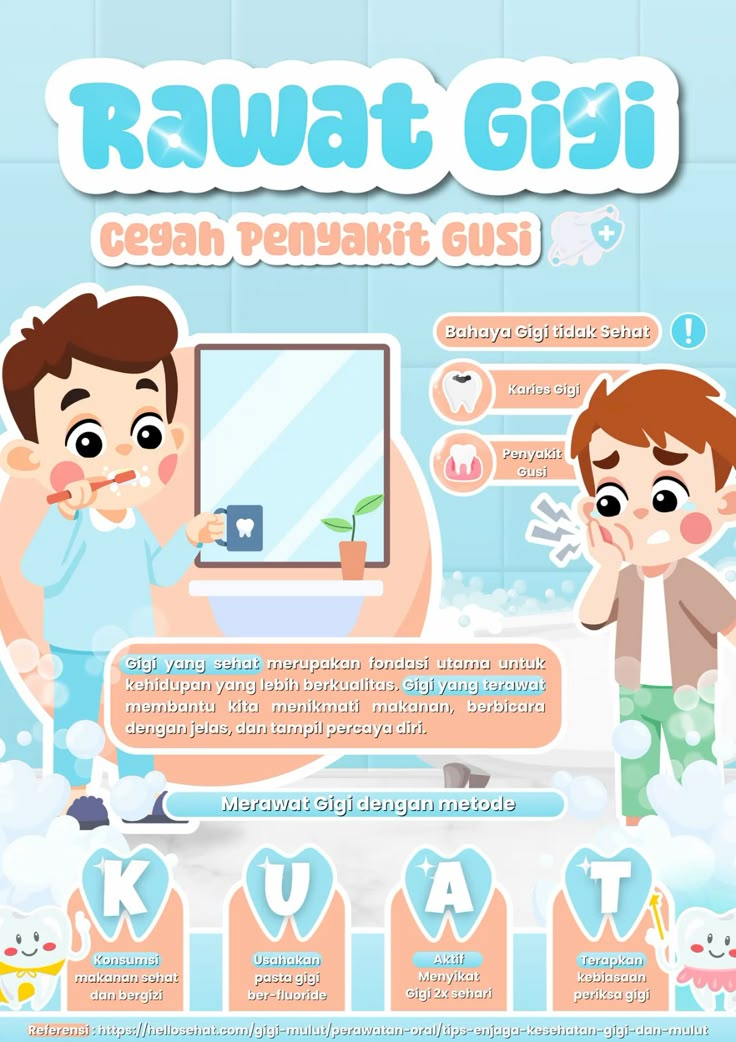 Rawat Gigi
Cegah Penyakit Gusi
Bahaya Gigi tidak Sehat !
Karies Gigi
Penyakit
Gusi
Gigi yang sehat merupakan fondasi utama untuk
kehidupan yang lebih berkualitas. Gigi yang terawat
membantu kita menikmati makanan, berbicara
dengan jelas, dan tampil percaya diri.
Merawat Gigi dengan metode
K
Konsumsi
makanan sehat
dan bergizi
U
Usahakan
pasta gigi
ber-fluoride
A
Aktif
Menyikat
Gigi 2x sehari
T
Terapkan
kebiasaan
periksa gigi
Referensi : https://hellosehat.com/gigi-mulut/perawatan-oral/tips-enjaga-kesehatan-gigi-dan-mulut